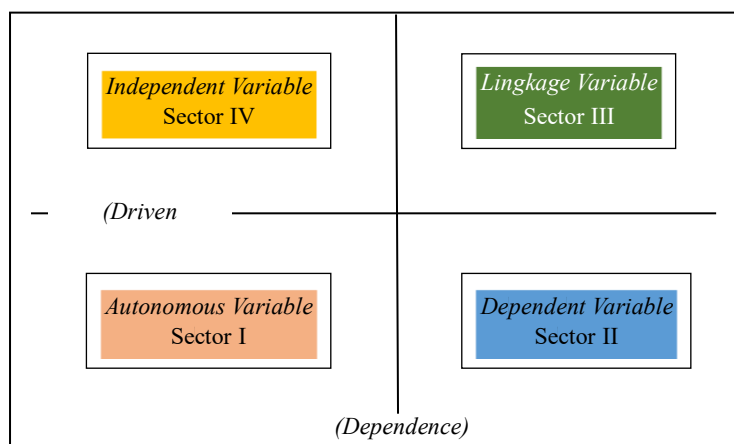 Independent Variable
Sector IV
Lingkage Variable
Sector III
(Driven
Autonomous Variable
Sector I
Dependent Variable
Sector II
(Dependence)